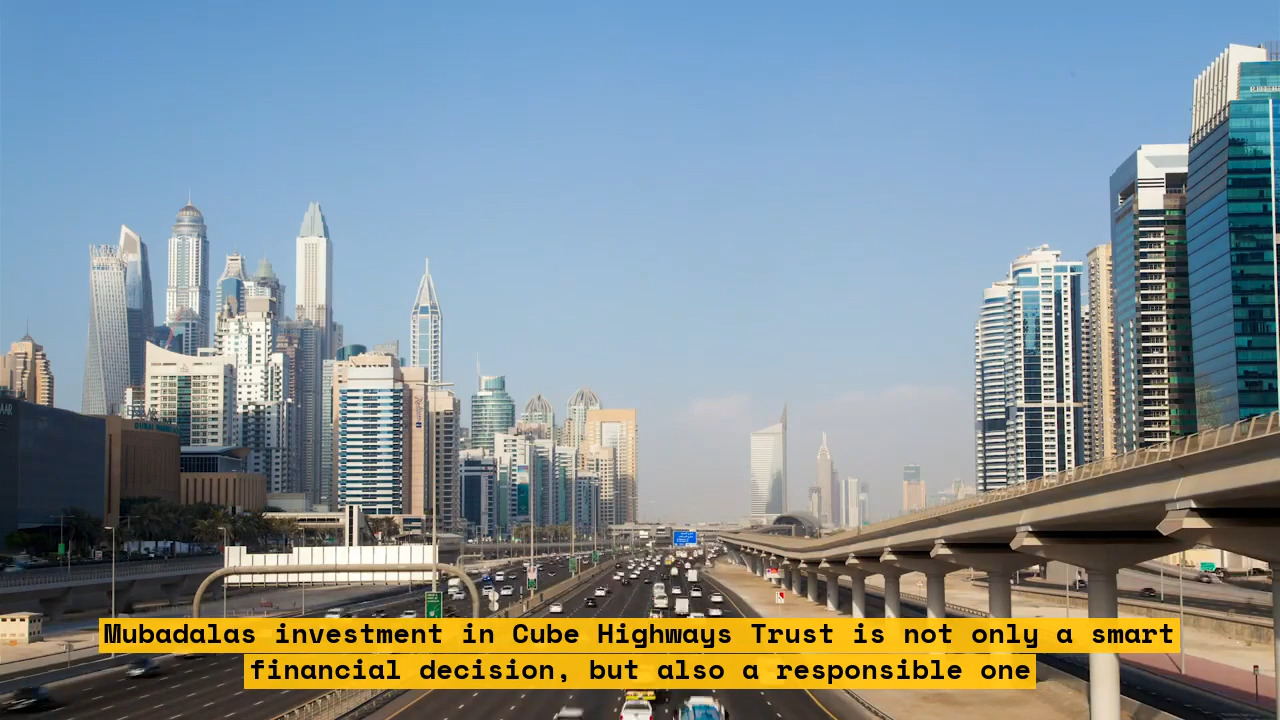 Mubadalas investment in Cube Highways Trust is not only a smart
financial decision, but also a responsible one